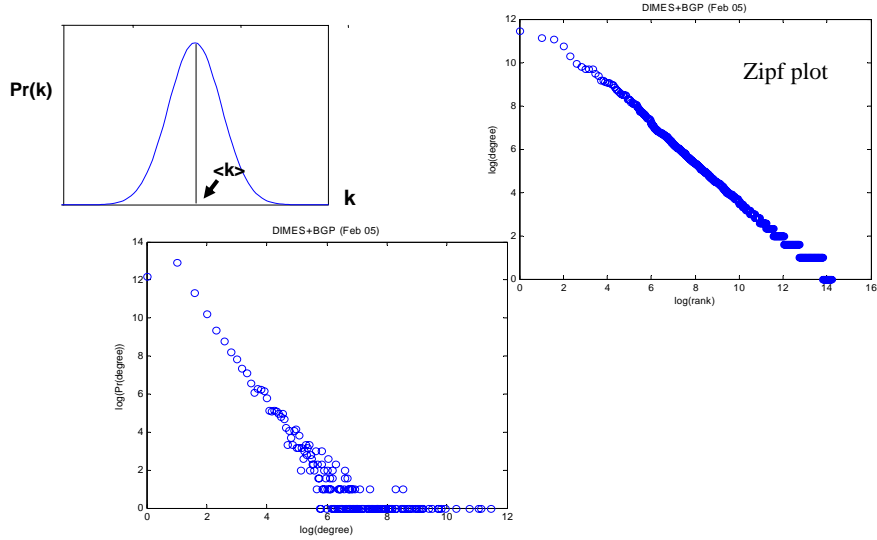 Pr(k)
<k>
k
DIMES+BGP (Feb 05)
Zipf plot
log(degree)
12
10
8
6
4
2
0
0 2 4 6 8 10 12 14 16
log(rank)
DIMES+BGP (Feb 05)
log(Pr(degree))
14
12
10
8
6
4
2
0
0 2 4 6 8 10 12
log(degree)